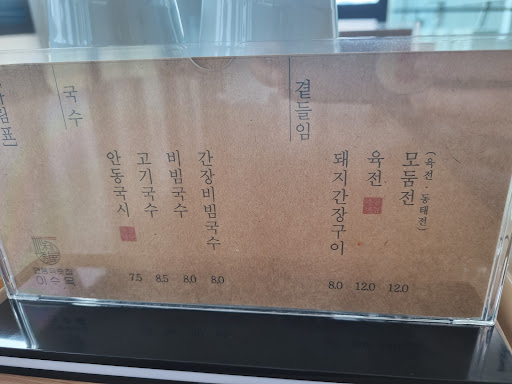 국수
안동국시
7.5
고기국수
8.5
비빔국수
8.0
간장비빔국수
8.0
곁들임
돼지간장구이
8.0
육전
12.0
모둠전
(육전·동태전)
12.0